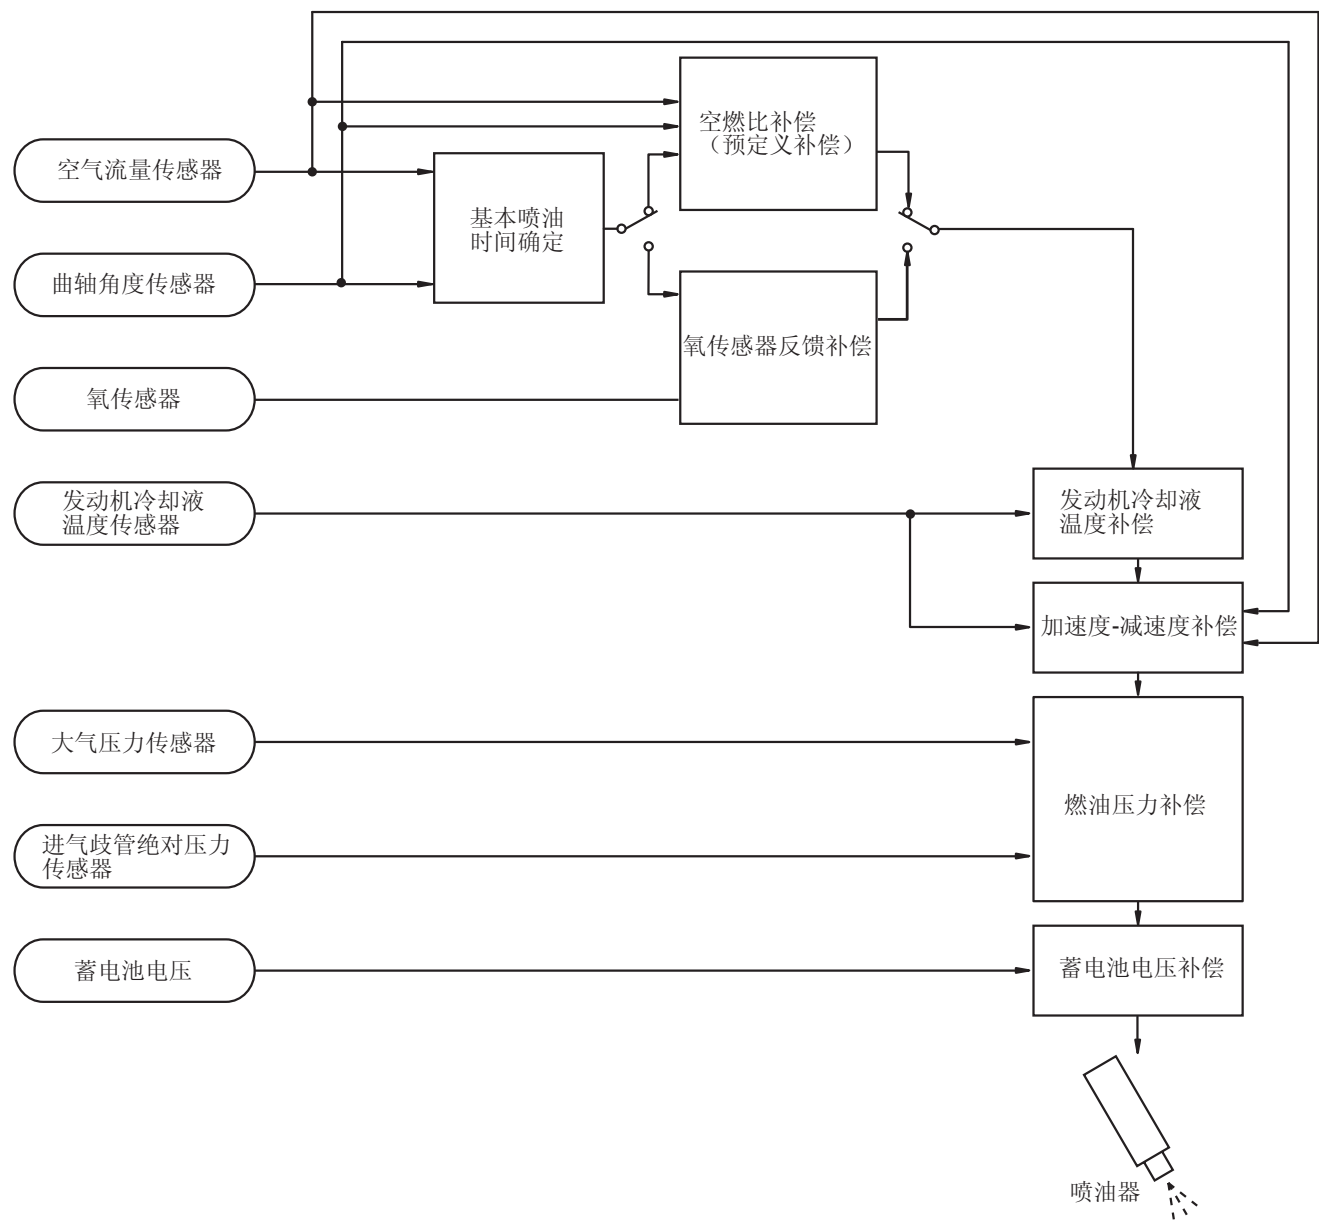 空燃比补偿
（预定义补偿）
空气流量传感器
基本喷油
时间确定
曲轴角度传感器
氧传感器反馈补偿
氧传感器
发动机冷却液
温度传感器
发动机冷却液
温度补偿
加速度-减速度补偿
大气压力传感器
燃油压力补偿
进气歧管绝对压力
传感器
蓄电池电压
蓄电池电压补偿
喷油器